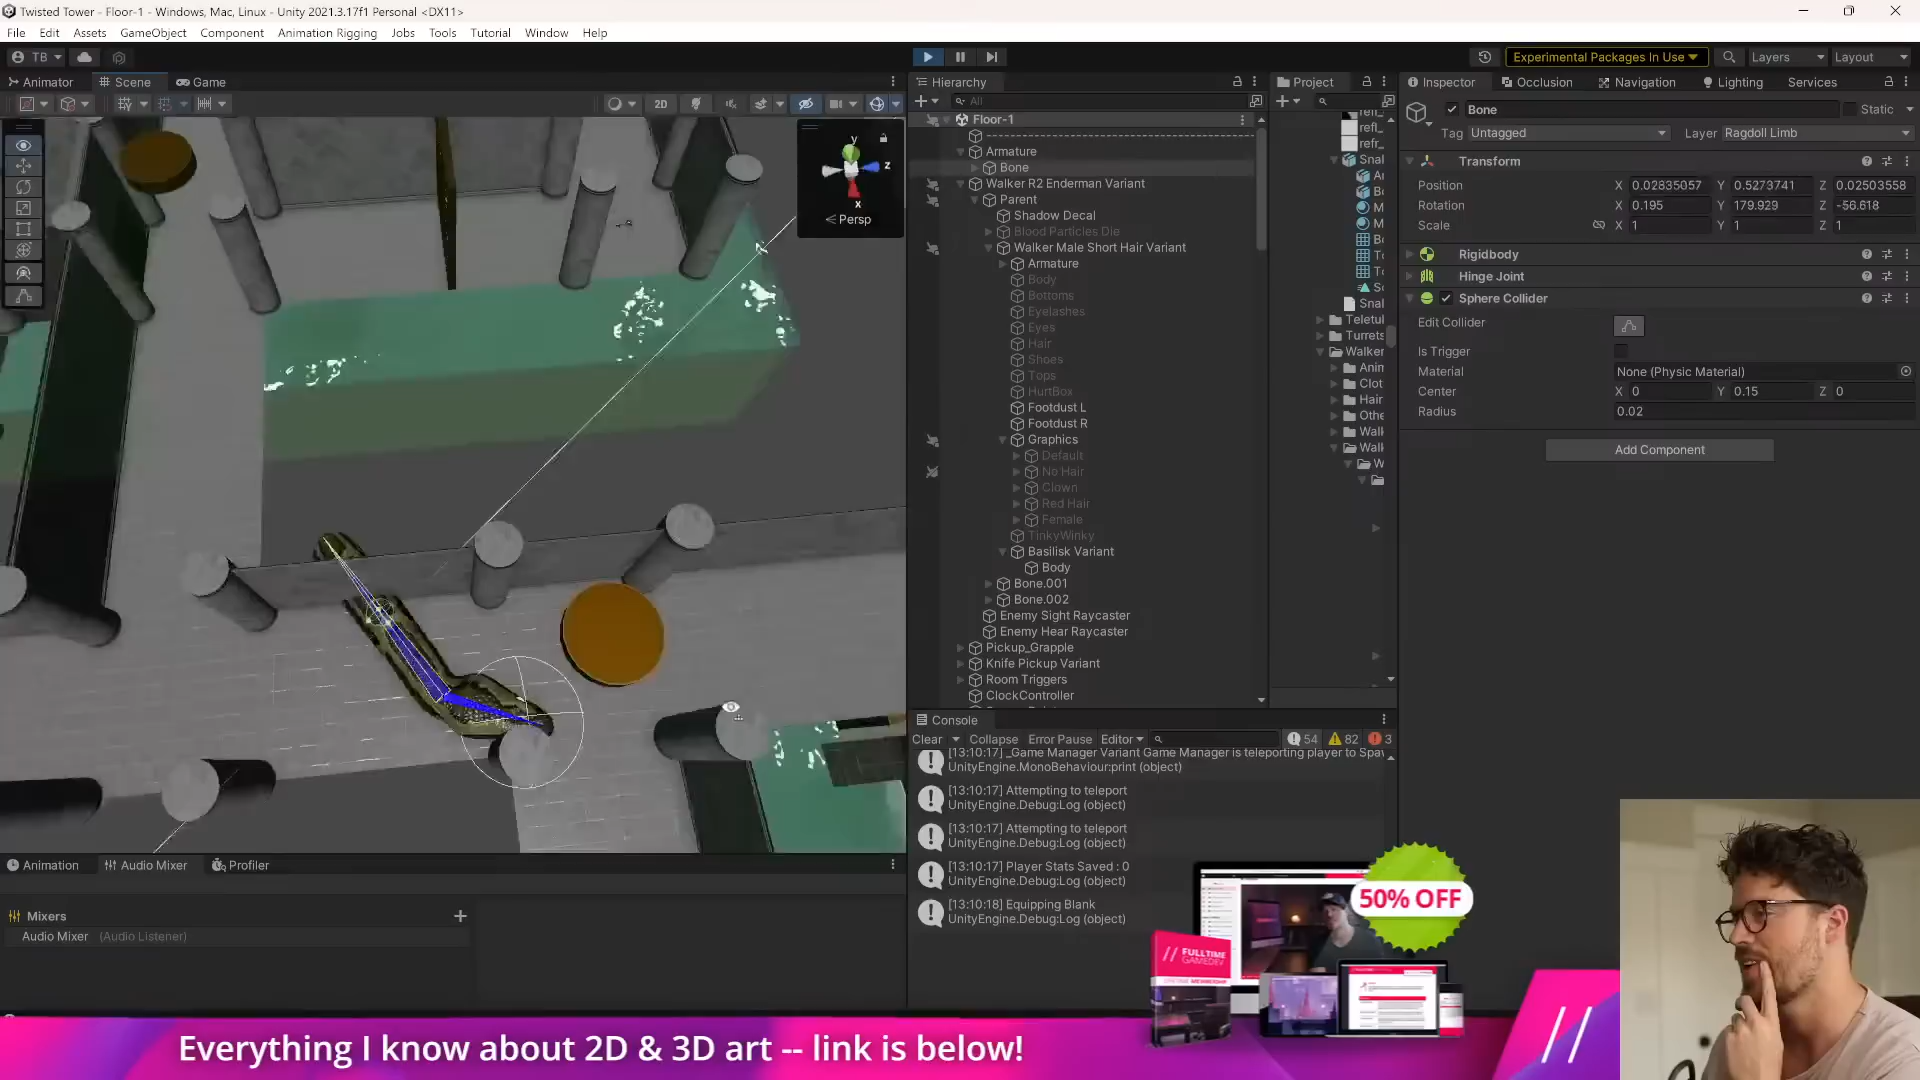 Twisted Tower - Floor-1 - Windows, Mac, Linux - Unity 2021.3.17f1 Personal <DX11>
File Edit Assets GameObject Component Animation Rigging Jobs Tools Tutorial Window Help
TB
Experimental Packages In Use
Layers
Layout
Animator
Scene
Game
Hierarchy
Project
Inspector
Occlusion
Navigation
Lighting
Services
2D
All
y
z
x
Persp
Floor-1
Armature
Bone
Walker R2 Enderman Variant
Parent
Shadow Decal
Blood Particles Die
Walker Male Short Hair Variant
Armature
Body
Bottoms
Eyelashes
Eyes
Hair
Shoes
Tops
HurtBox
Footdust L
Footdust R
Graphics
Default
No Hair
Clown
Red Hair
Female
TinkyWinky
Basilisk Variant
Body
Bone.001
Bone.002
Enemy Sight Raycaster
Enemy Hear Raycaster
Pickup_Grapple
Knife Pickup Variant
Room Triggers
ClockController
refl_
refr_
Snal
Snal
Teletul
Turrets
Walker
Anin
Clot
Hair
Othe
Walk
Walk
W
Bone
Static
Tag Untagged
Layer Ragdoll Limb
Transform
Position X 0.02835057 Y 0.5273741 Z 0.02503558
Rotation X 0.195 Y 179.929 Z -56.618
Scale X 1 Y 1 Z 1
Rigidbody
Hinge Joint
Sphere Collider
Edit Collider
Is Trigger
Material None (Physic Material)
Center X 0 Y 0.15 Z 0
Radius 0.02
Add Component
Console
Clear Collapse Error Pause Editor 54 82 3
[13:10:17] _Game Manager Variant Game Manager is teleporting player to Spaw
UnityEngine.MonoBehaviour:print (object)
[13:10:17] Attempting to teleport
UnityEngine.Debug:Log (object)
[13:10:17] Attempting to teleport
UnityEngine.Debug:Log (object)
[13:10:17] Player Stats Saved : 0
UnityEngine.Debug:Log (object)
[13:10:18] Equipping Blank
UnityEngine.Debug:Log (object)
Animation
Audio Mixer
Profiler
Mixers
Audio Mixer (Audio Listener)
50% OFF
// FULLTIME
GAMEDEV
Everything I know about 2D & 3D art -- link is below!
//